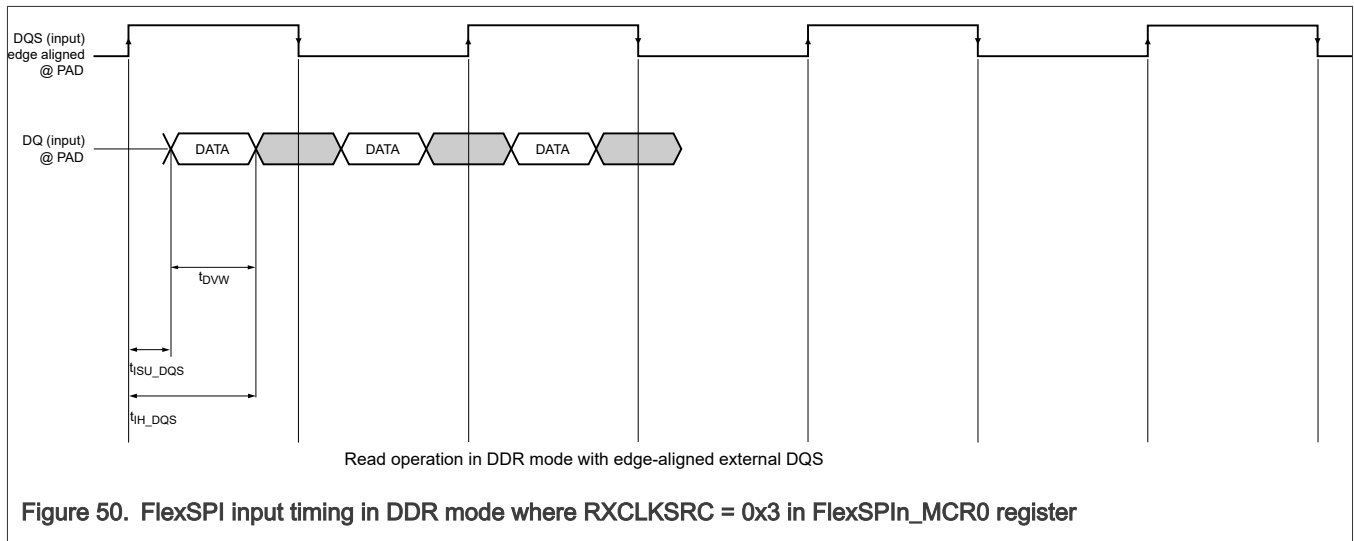 DQS (input)
edge aligned
@ PAD
DQ (input)
@ PAD
DATA
DATA
DATA
tDVW
tISU_DQS
tIH_DQS
Read operation in DDR mode with edge-aligned external DQS
Figure 50. FlexSPI input timing in DDR mode where RXCLKSRC = 0x3 in FlexSPIn_MCR0 register